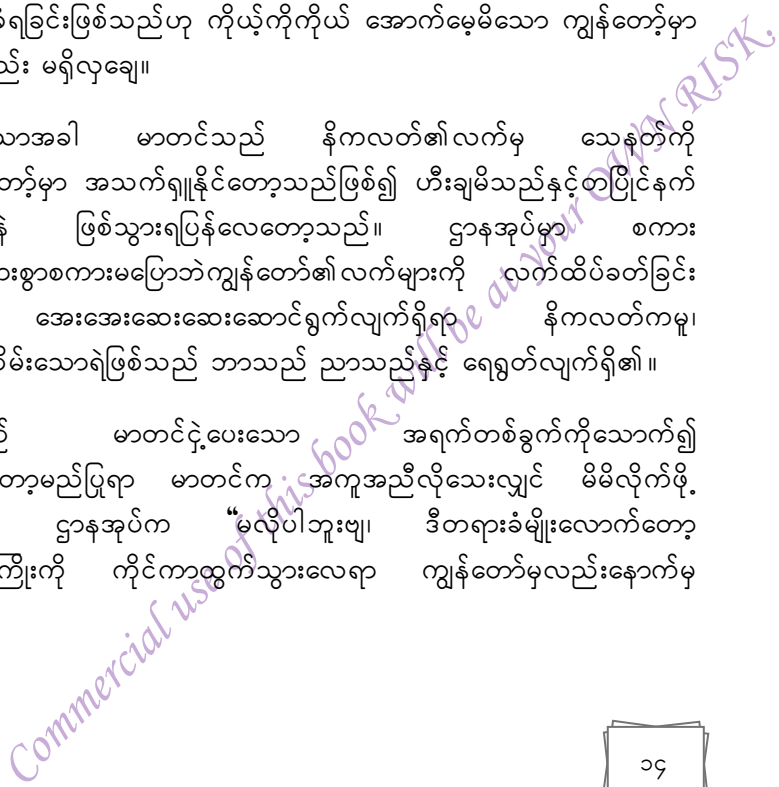 ံရခြင်းဖြစ်သည်ဟု ကိုယ့်ကိုကိုယ် အောက်မေ့မိသော ကျွန်တော့်မှာ
ည်း မရှိလှချေ။
သာအခါ မာတင်သည် နိကလတ်၏လက်မှ သေနတ်ကို
တော့်မှာ အသက်ရှူနိုင်တော့သည်ဖြစ်၍ ဟီးချမိသည်နှင့်တပြိုင်နက်
နဲ ဖြစ်သွားရပြန်လေတော့သည်။ ဌာနအုပ်မှာ စကား
ားစွာစကားမပြောဘဲကျွန်တော်၏လက်များကို လက်ထိပ်ခတ်ခြင်း
အေးအေးဆေးဆေးဆောင်ရွက်လျက်ရှိရာ နိကလတ်ကမူ၊
ိမ်းသောရဲဖြစ်သည် ဘာသည် ညာသည်နှင့် ရေရွတ်လျက်ရှိ၏။
် မာတင်ငှဲ့ပေးသော အရက်တစ်ခွက်ကိုသောက်၍
တော့မည်ပြုရာ မာတင်က အကူအညီလိုသေးလျှင် မိမိလိုက်ဖို့
ဌာနအုပ်က “မလိုပါဘူးဗျ၊ ဒီတရားခံမျိုးလောက်တော့
ကြိုးကို ကိုင်ကာထွက်သွားလေရာ ကျွန်တော်မှလည်းနောက်မှ
Commercial use of this book will be at your OWN RISK.
၁၄